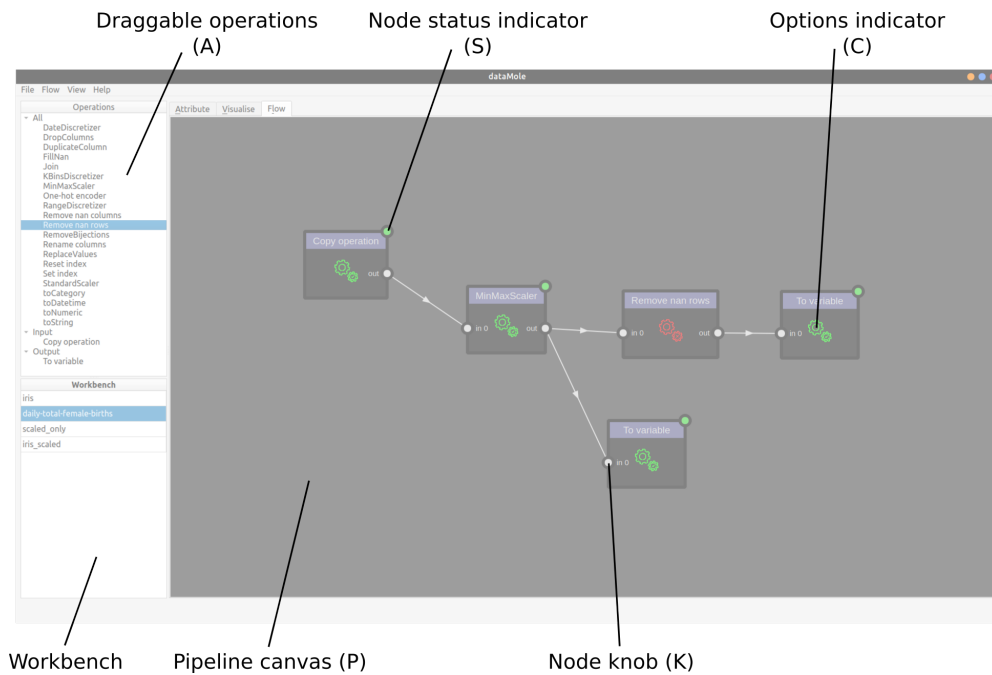 Draggable operations
(A)
Node status indicator
(S)
Options indicator
(C)
dataMole
File Flow View Help
Operations
Attribute Visualise Flow
All
DateDiscretizer
DropColumns
DuplicateColumn
FillNan
Join
KBinsDiscretizer
MinMaxScaler
One-hot encoder
RangeDiscretizer
Remove nan columns
Remove nan rows
RemoveBijections
Rename columns
ReplaceValues
Reset index
Set index
StandardScaler
toCategory
toDatetime
toNumeric
toString
Input
Copy operation
Output
To variable
Workbench
iris
daily-total-female-births
scaled_only
iris_scaled
Copy operation
out
MinMaxScaler
in 0 out
Remove nan rows
in 0 out
To variable
in 0
To variable
in 0
Workbench
Pipeline canvas (P)
Node knob (K)